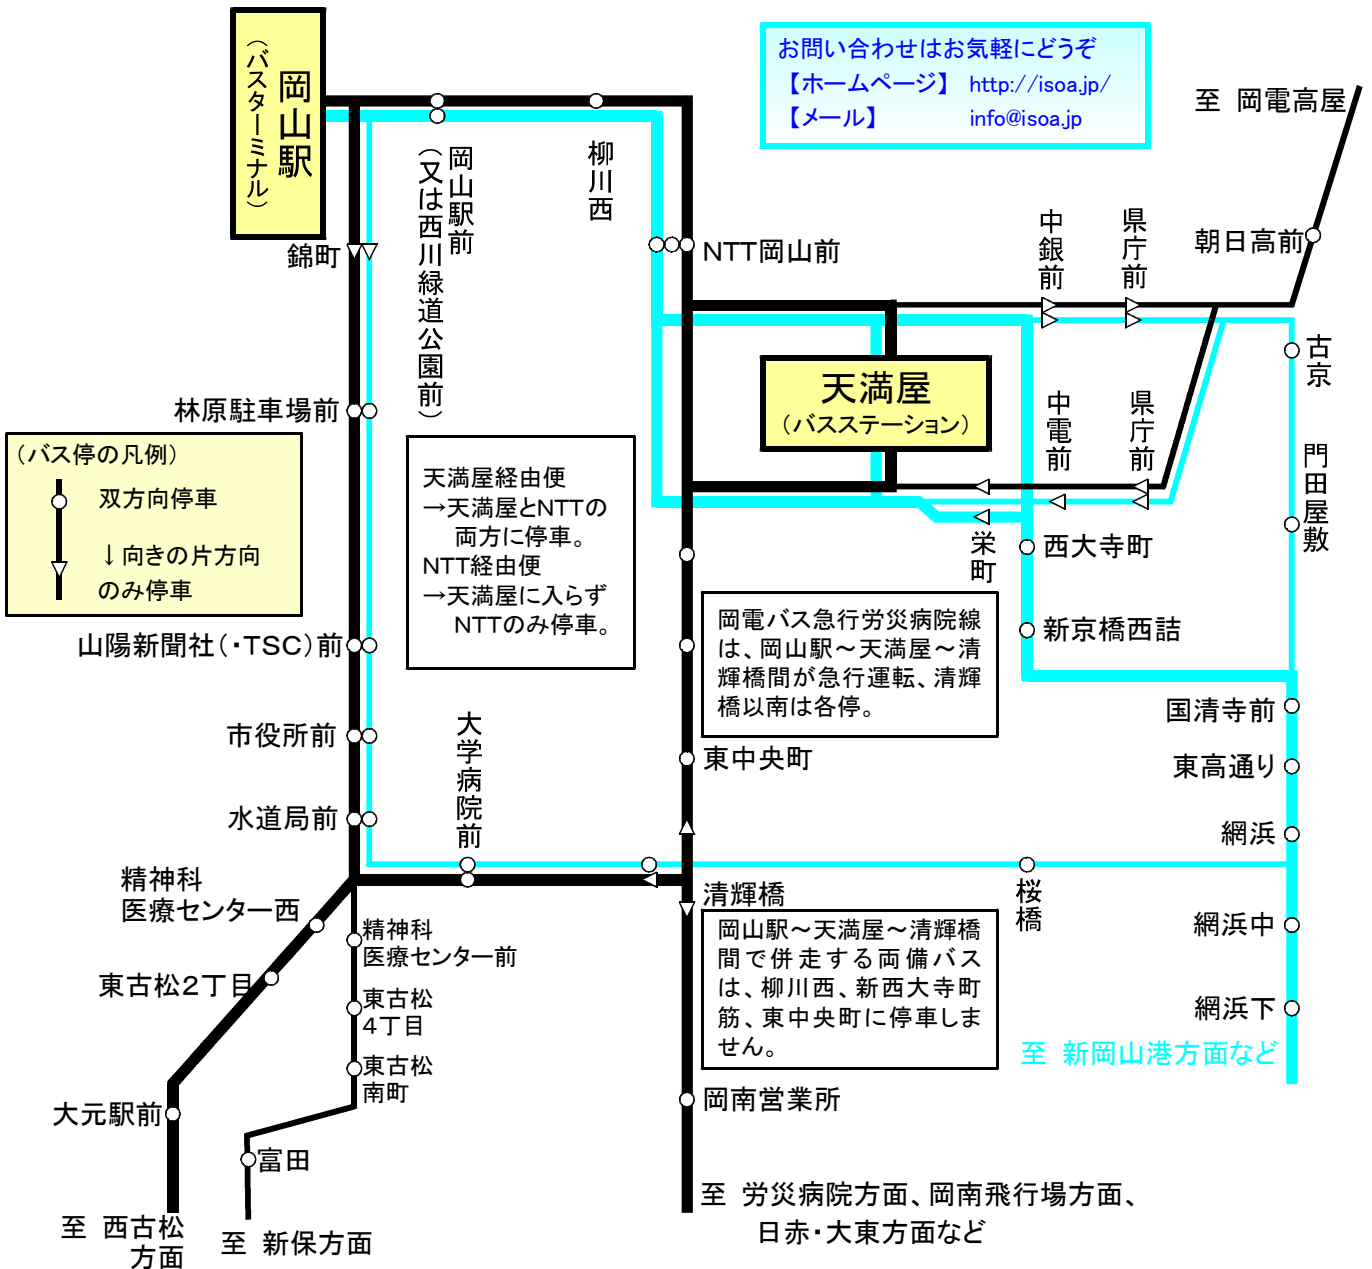 岡山駅
（バスターミナル）
お問い合わせはお気軽にどうぞ
【ホームページ】 http://isoa.jp/
【メール】 info@isoa.jp
至 岡電高屋
岡山駅前
（又は西川緑道公園前）
柳川西
錦町
NTT岡山前
中銀前
県庁前
朝日高前
古京
天満屋
（バスステーション）
中電前
県庁前
門田屋敷
林原駐車場前
（バス停の凡例）
双方向停車
↓向きの片方向
のみ停車
天満屋経由便
→天満屋とNTTの
両方に停車。
NTT経由便
→天満屋に入らず
NTTのみ停車。
栄町
西大寺町
新京橋西詰
山陽新聞社（・TSC）前
岡電バス急行労災病院線
は、岡山駅～天満屋～清
輝橋間が急行運転、清輝
橋以南は各停。
国清寺前
市役所前
大学病院前
東中央町
東高通り
水道局前
網浜
精神科
医療センター西
清輝橋
桜橋
精神科
医療センター前
岡山駅～天満屋～清輝橋
間で併走する両備バス
は、柳川西、新西大寺町
筋、東中央町に停車しま
せん。
網浜中
東古松2丁目
東古松
4丁目
網浜下
至 新岡山港方面など
東古松
南町
大元駅前
岡南営業所
富田
至 労災病院方面、岡南飛行場方面、
日赤・大東方面など
至 西古松
方面
至 新保方面